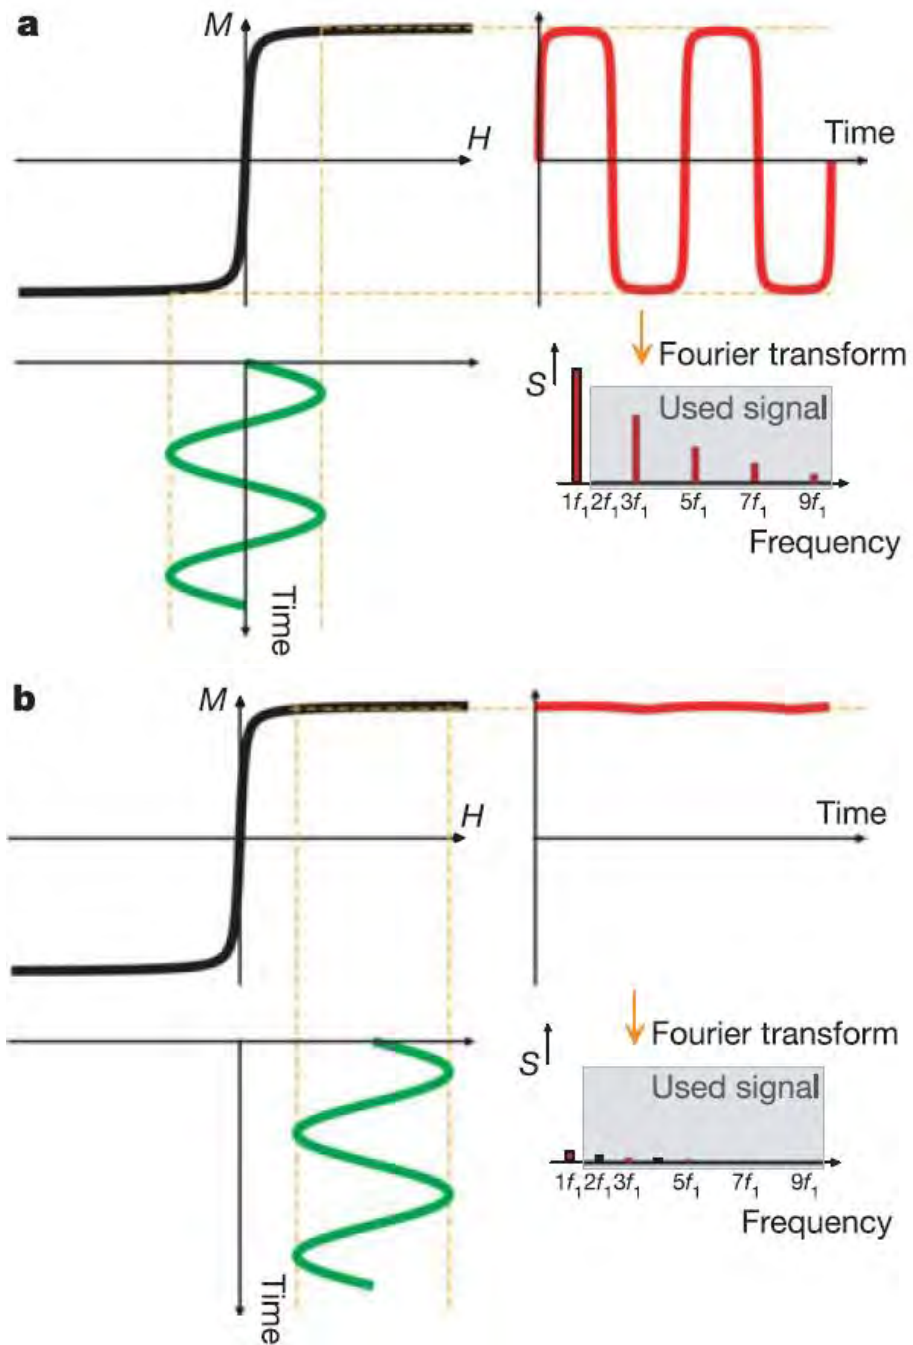 a
M
H
Time
Fourier transform
S
Used signal
1f₁ 2f₁ 3f₁ 5f₁ 7f₁ 9f₁
Frequency
Time
b
M
H
Time
Fourier transform
S
Used signal
1f₁ 2f₁ 3f₁ 5f₁ 7f₁ 9f₁
Frequency
Time